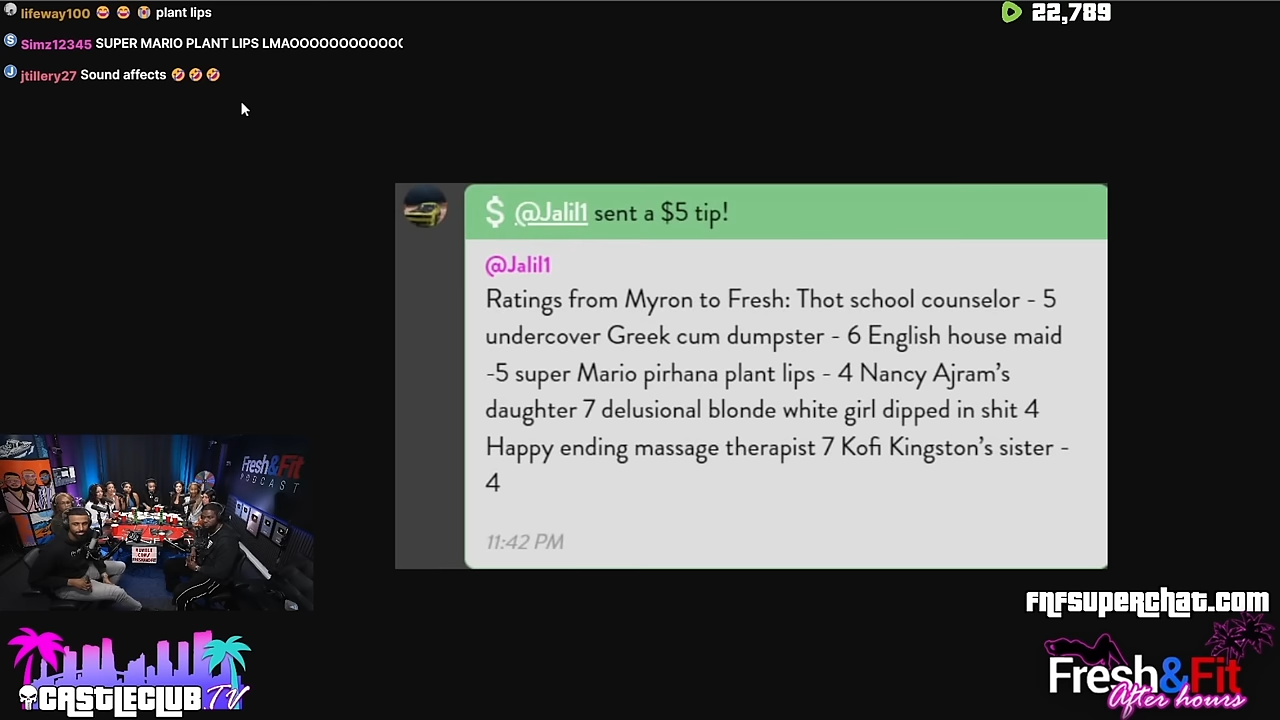 lifeway100 😂 😂 😭 plant lips
22,789
Simz12345 SUPER MARIO PLANT LIPS LMAOOOOOOOOOOOO(
jtillery27 Sound affects 🤣 🤣 🤣
$ @Jalil1 sent a $5 tip!
@Jalil1
Ratings from Myron to Fresh: Thot school counselor - 5
undercover Greek cum dumpster - 6 English house maid
-5 super Mario pirhana plant lips - 4 Nancy Ajram's
daughter 7 delusional blonde white girl dipped in shit 4
Happy ending massage therapist 7 Kofi Kingston's sister -
4
11:42 PM
Fresh&Fit
PODCAST
FNFSUPERCHAT.COM
CASTLECLUB TV
Fresh&Fit
After hours